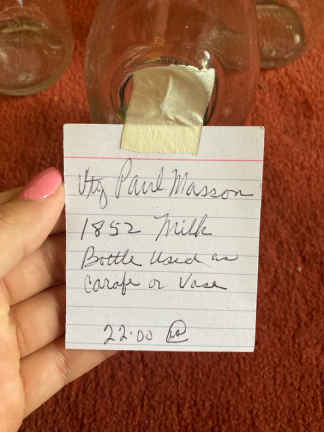 Vtg Paul Masson
1852 Milk
Bottle Used as
Carafe or Vase
22.00